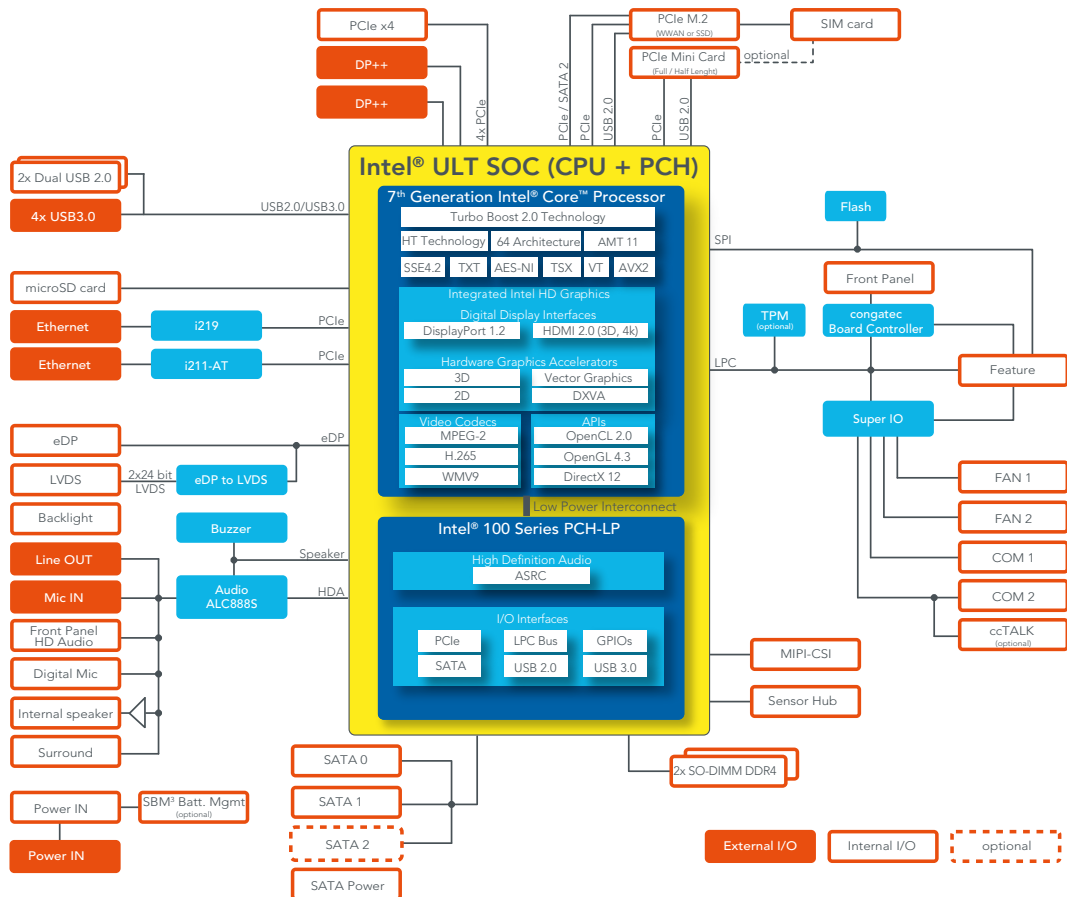 PCIe x4
DP++
DP++
4x PCIe
PCIe / SATA 2
PCIe
USB 2.0
PCIe
USB 2.0
PCIe M.2
(WWAN or SSD)
SIM card
PCIe Mini Card
(Full / Half Lenght)
optional
2x Dual USB 2.0
4x USB3.0
USB2.0/USB3.0
microSD card
Ethernet
i219
PCIe
Ethernet
i211-AT
PCIe
eDP
eDP
LVDS
2x24 bit
LVDS
eDP to LVDS
Backlight
Buzzer
Speaker
Line OUT
Mic IN
Audio
ALC888S
HDA
Front Panel
HD Audio
Digital Mic
Internal speaker
Surround
Power IN
SBM³ Batt. Mgmt
(optional)
Power IN
Intel® ULT SOC (CPU + PCH)
7th Generation Intel® Core™ Processor
Turbo Boost 2.0 Technology
HT Technology
64 Architecture
AMT 11
SSE4.2
TXT
AES-NI
TSX
VT
AVX2
Integrated Intel HD Graphics
Digital Display Interfaces
DisplayPort 1.2
HDMI 2.0 (3D, 4k)
Hardware Graphics Accelerators
3D
Vector Graphics
2D
DXVA
Video Codecs
MPEG-2
H.265
WMV9
APIs
OpenCL 2.0
OpenGL 4.3
DirectX 12
Low Power Interconnect
Intel® 100 Series PCH-LP
High Definition Audio
ASRC
I/O Interfaces
PCIe
LPC Bus
GPIOs
SATA
USB 2.0
USB 3.0
SPI
Flash
Front Panel
TPM
(optional)
congatec
Board Controller
LPC
Feature
Super IO
FAN 1
FAN 2
COM 1
COM 2
ccTALK
(optional)
MIPI-CSI
Sensor Hub
SATA 0
SATA 1
SATA 2
SATA Power
2x SO-DIMM DDR4
External I/O
Internal I/O
optional